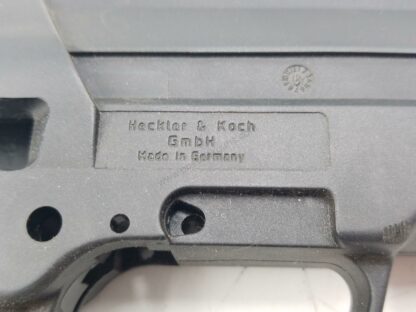 Heckler & Koch
GmbH
Made in Germany